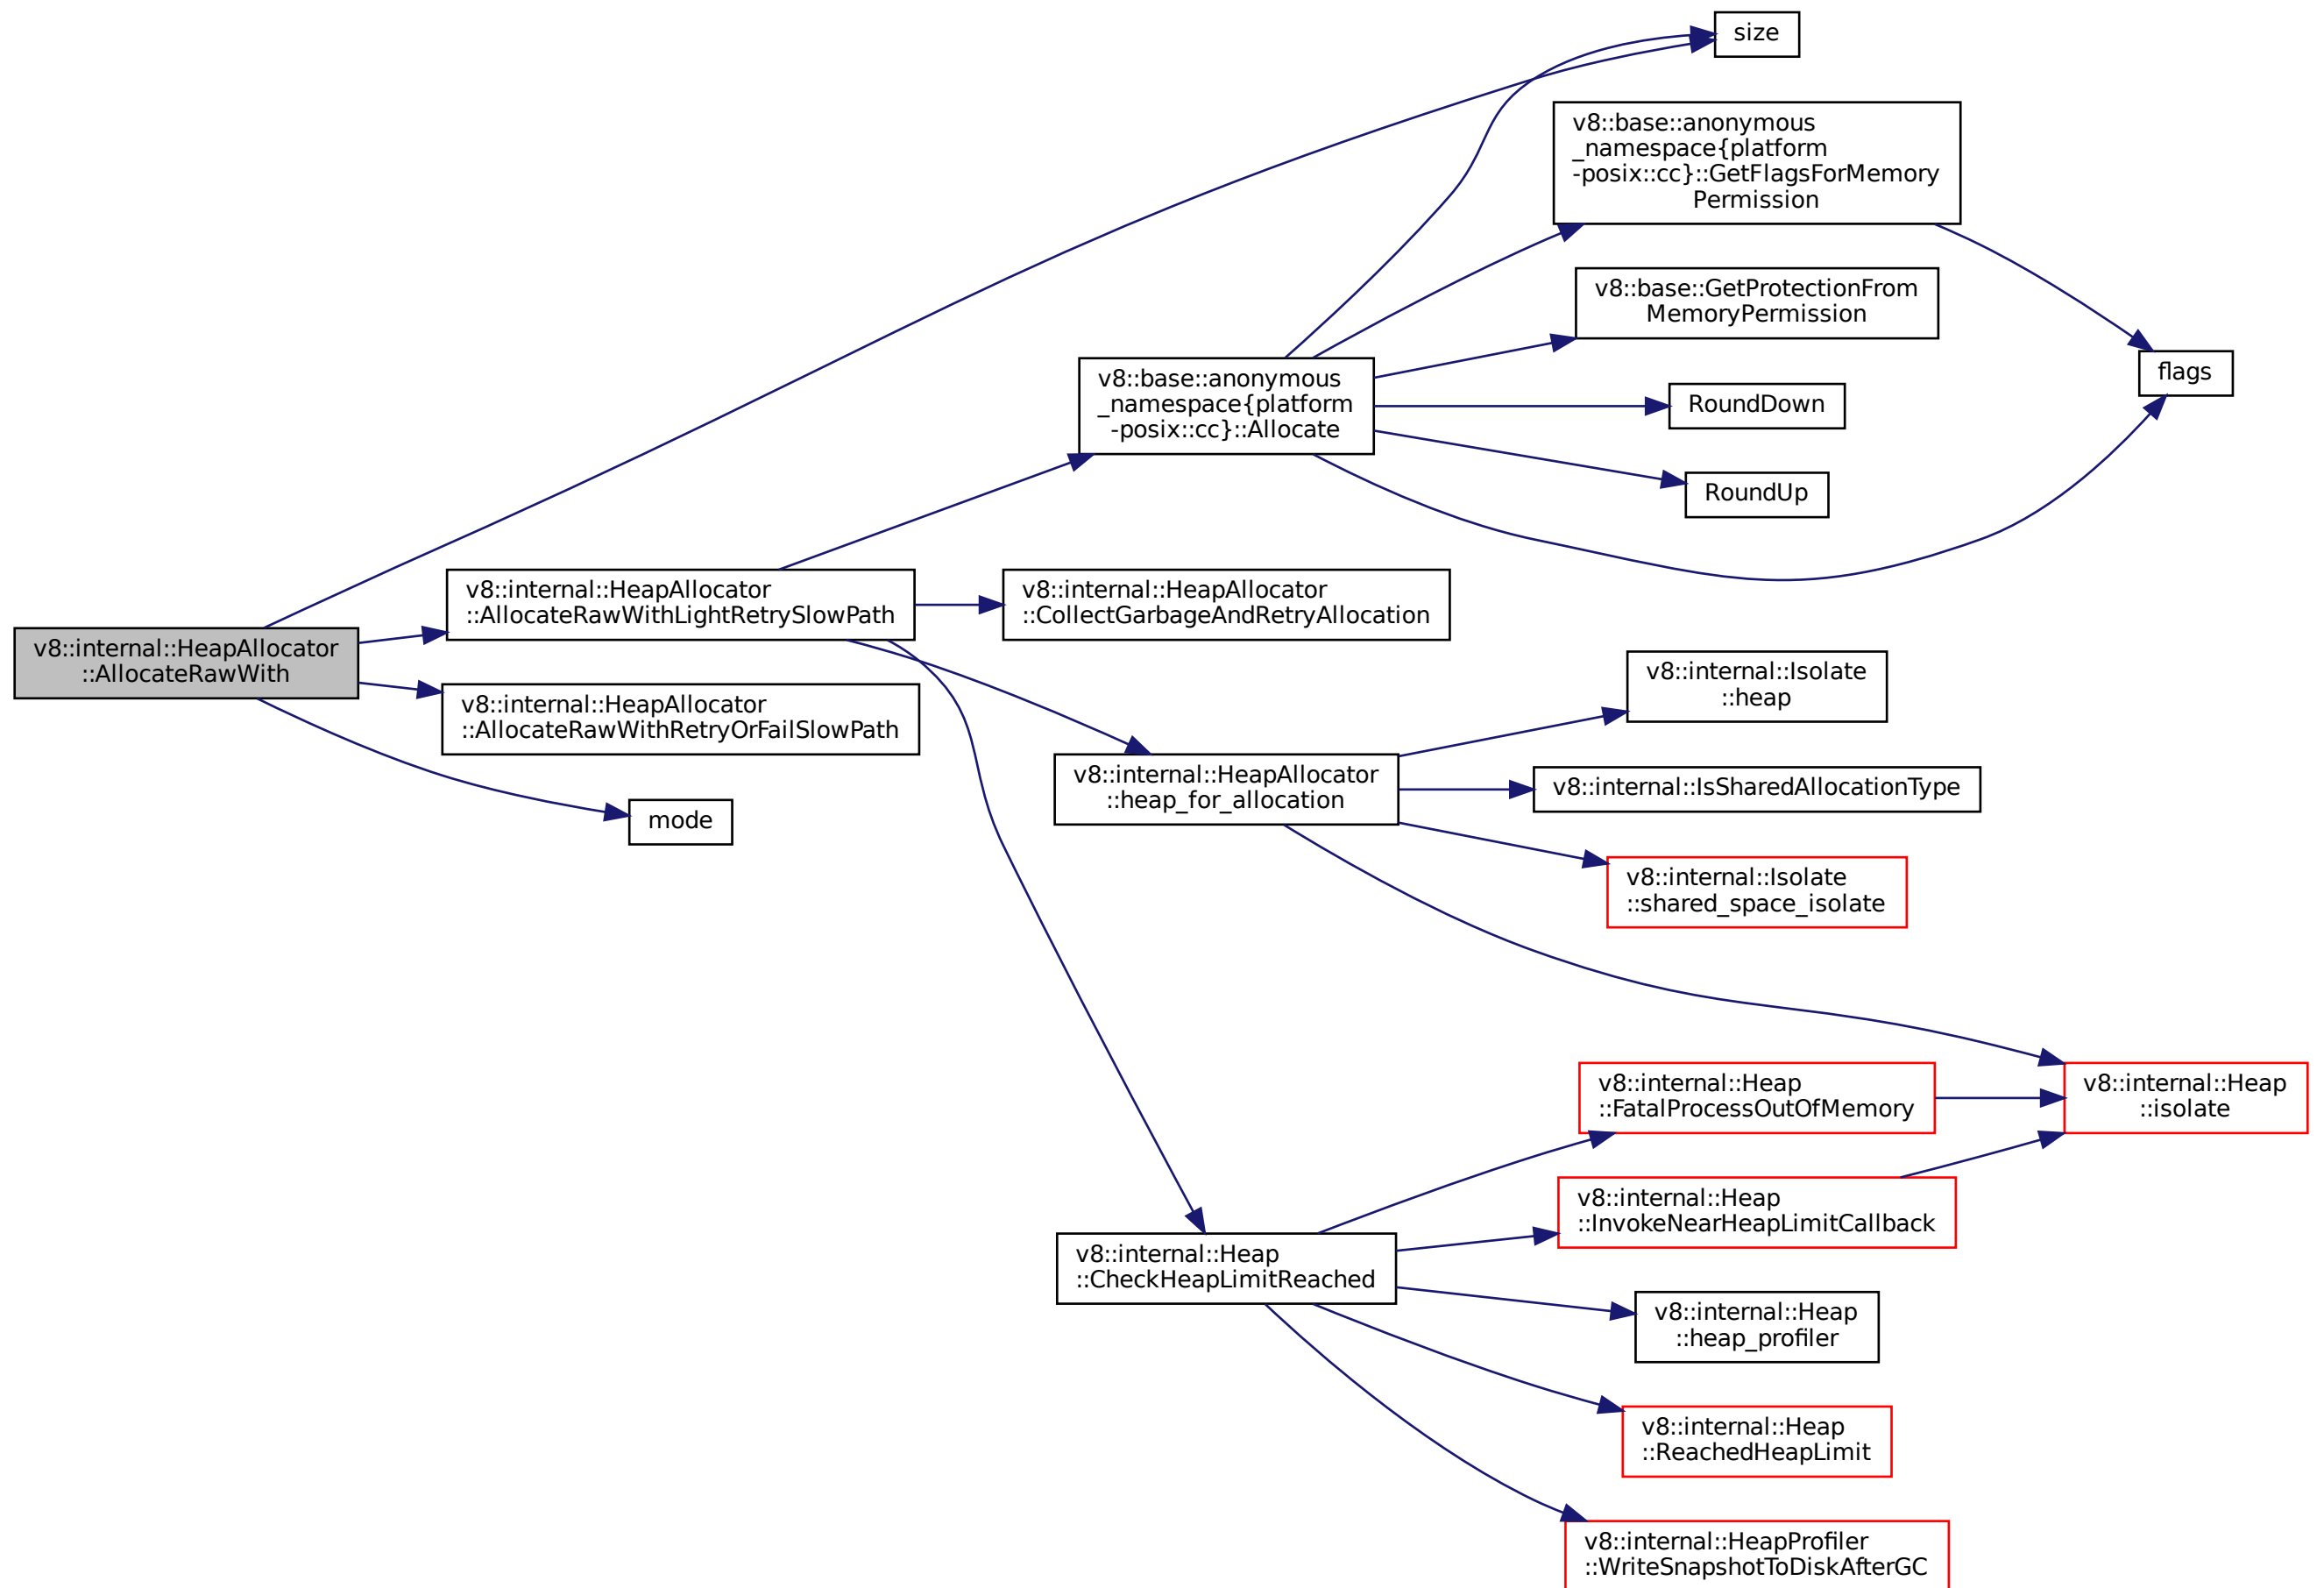 size
v8::base::anonymous
_namespace{platform
-posix::cc}::GetFlagsForMemory
Permission
v8::base::GetProtectionFrom
MemoryPermission
flags
v8::base::anonymous
_namespace{platform
-posix::cc}::Allocate
RoundDown
RoundUp
v8::internal::HeapAllocator
::AllocateRawWithLightRetrySlowPath
v8::internal::HeapAllocator
::CollectGarbageAndRetryAllocation
v8::internal::HeapAllocator
::AllocateRawWith
v8::internal::HeapAllocator
::AllocateRawWithRetryOrFailSlowPath
mode
v8::internal::Isolate
::heap
v8::internal::HeapAllocator
::heap_for_allocation
v8::internal::IsSharedAllocationType
v8::internal::Isolate
::shared_space_isolate
v8::internal::Heap
::FatalProcessOutOfMemory
v8::internal::Heap
::isolate
v8::internal::Heap
::InvokeNearHeapLimitCallback
v8::internal::Heap
::CheckHeapLimitReached
v8::internal::Heap
::heap_profiler
v8::internal::Heap
::ReachedHeapLimit
v8::internal::HeapProfiler
::WriteSnapshotToDiskAfterGC